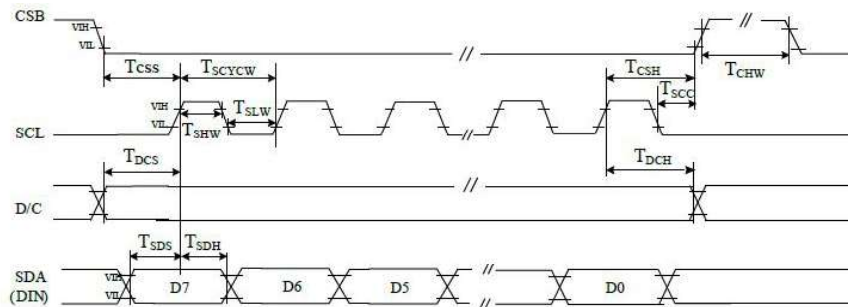 CSB
VIH
VIL
//
TCSS
TSCYCW
TCSH
TCHW
TSCC
VIH
VIL
TSLW
TSHW
SCL
//
TDCS
TDCH
D/C
//
TSDS
TSDH
SDA
(DIN)
VIH
VIL
D7
D6
D5
D0